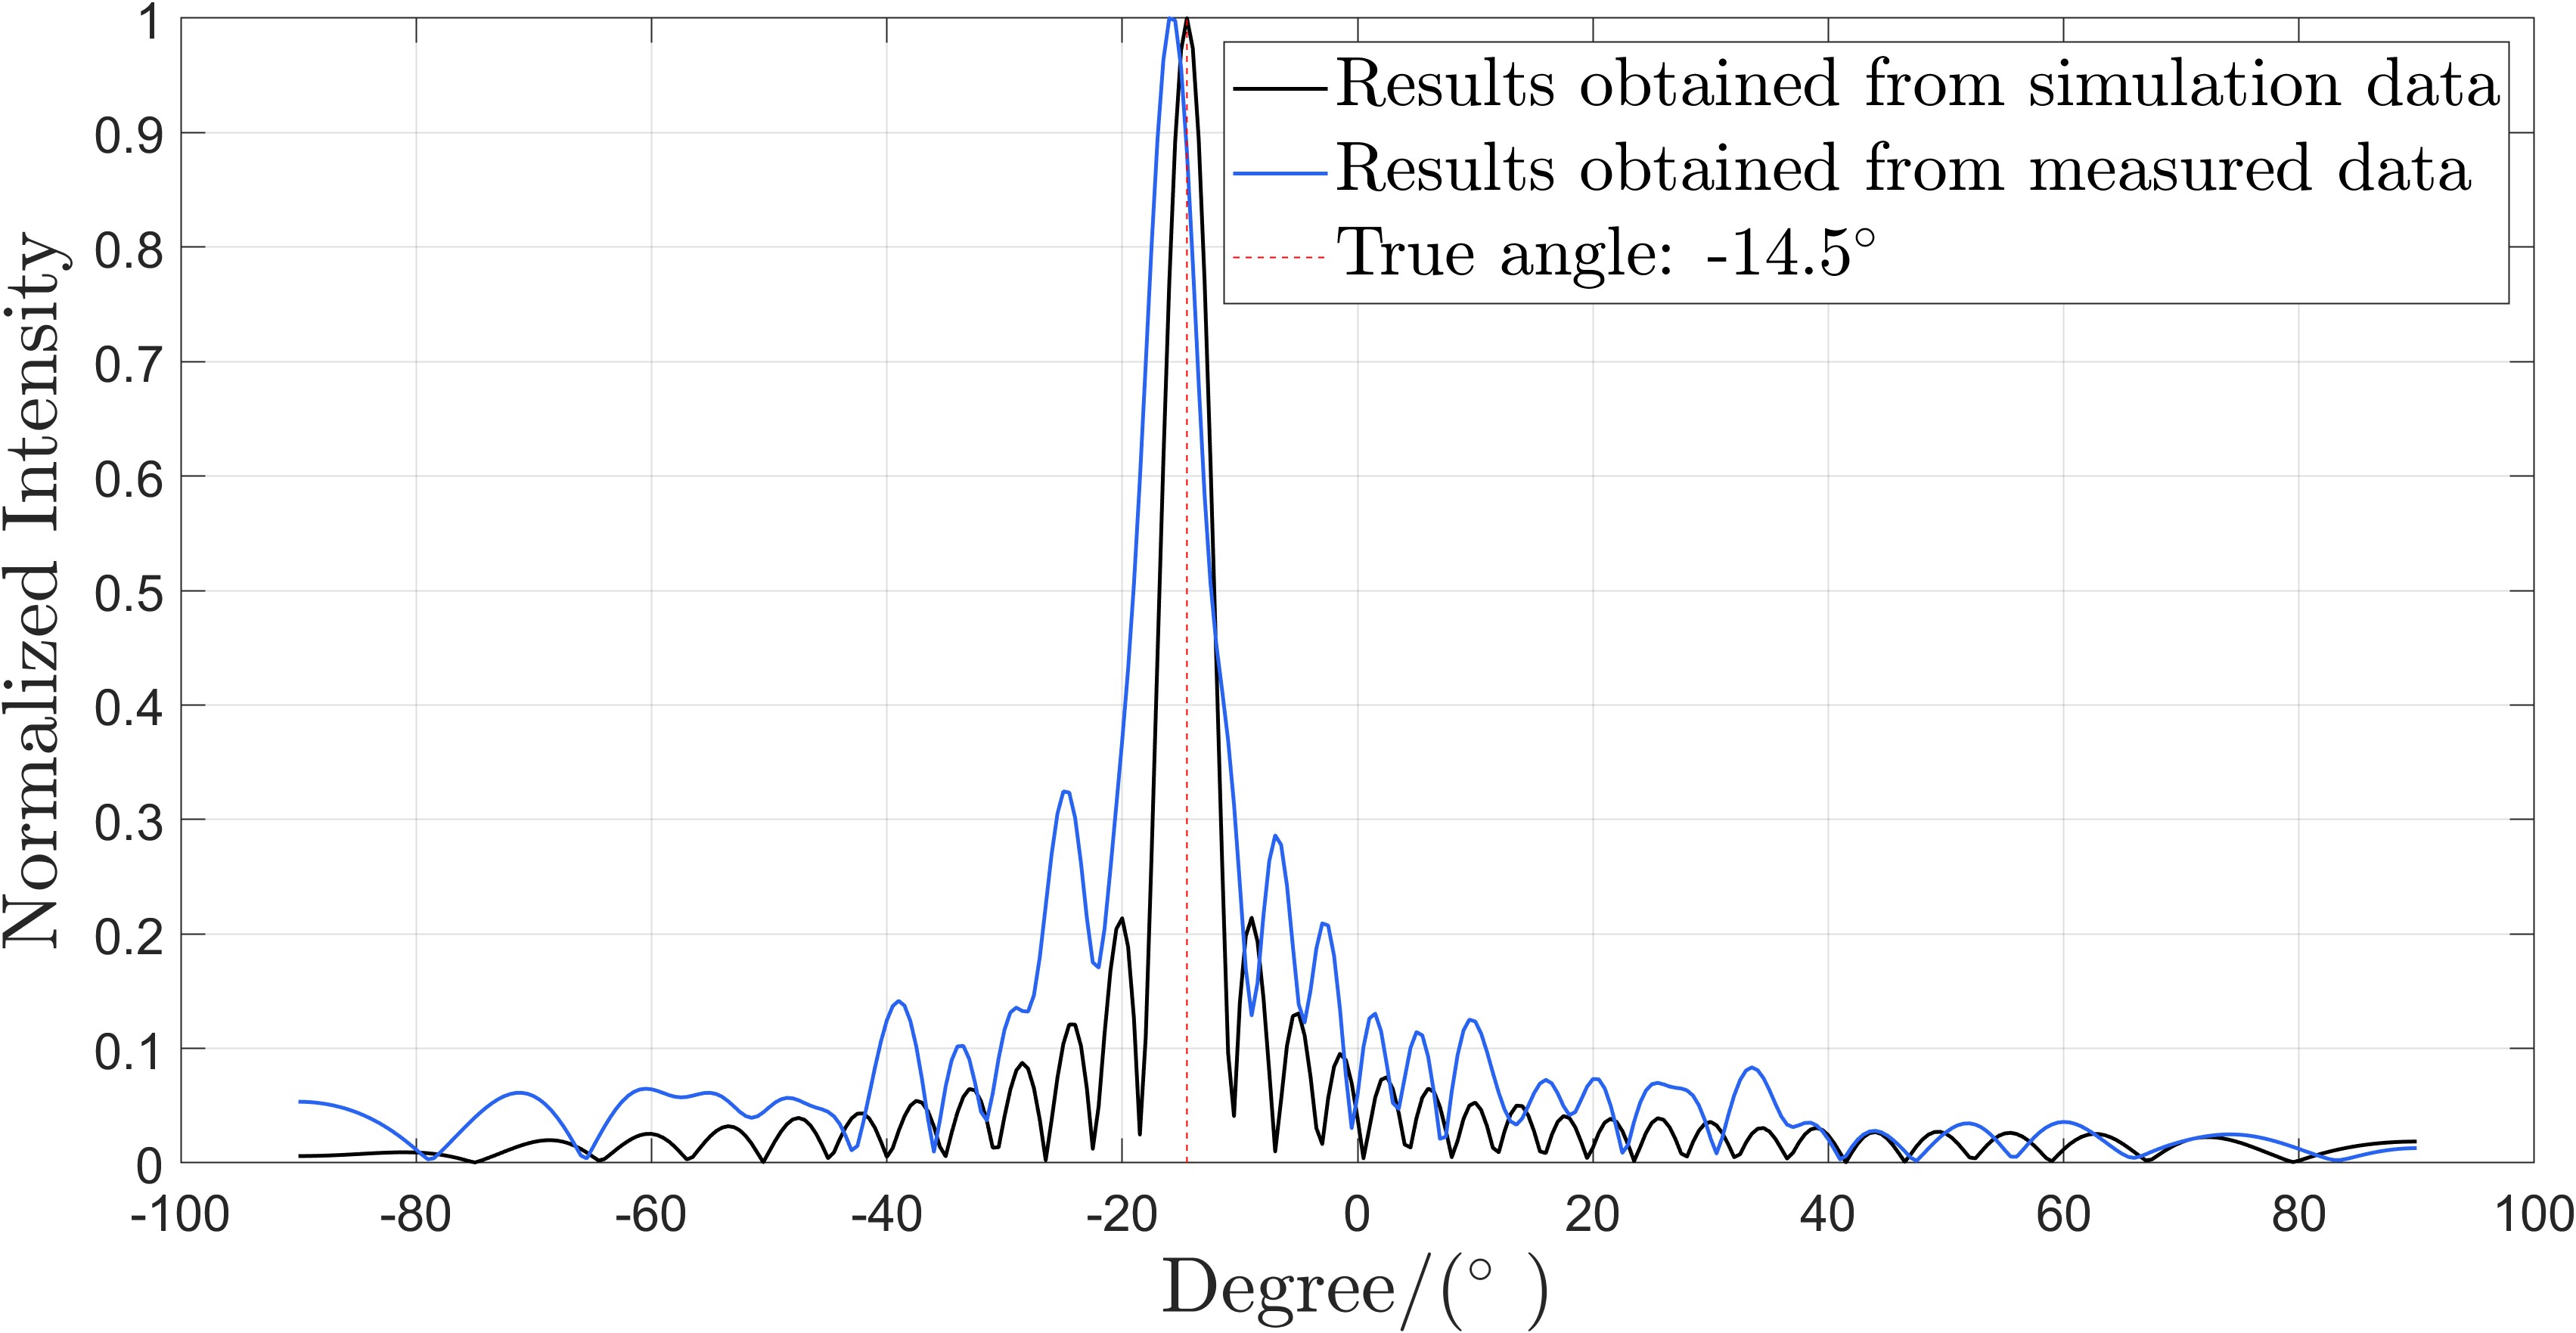 1
0.9
0.8
0.7
0.6
0.5
0.4
0.3
0.2
0.1
0
Normalized Intensity
Results obtained from simulation data
Results obtained from measured data
True angle: -14.5°
-100 -80 -60 -40 -20 0 20 40 60 80 100
Degree/(° )